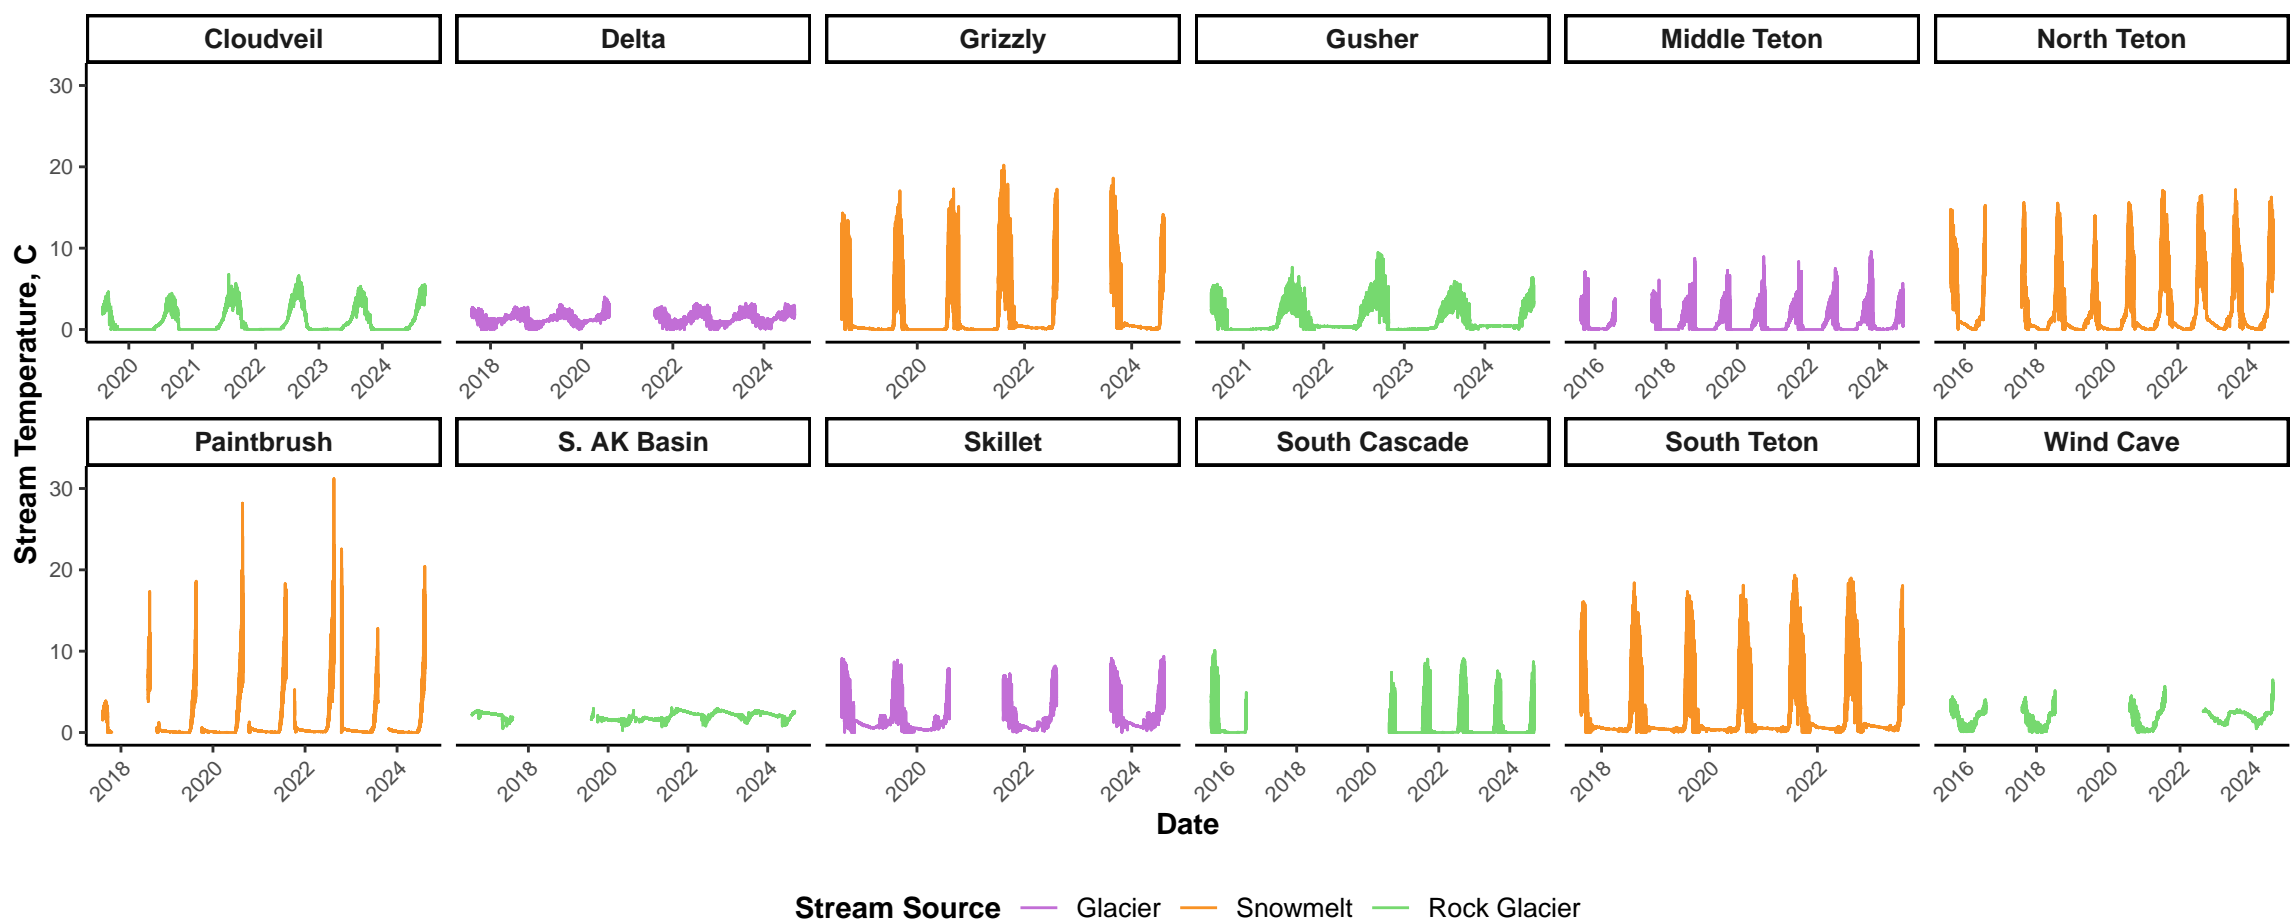 Cloudveil Delta Grizzly Gusher Middle Teton North Teton
30
20
10
0
2020 2021 2022 2023 2024 2018 2020 2022 2024 2020 2022 2024 2021 2022 2023 2024 2016 2018 2020 2022 2024 2016 2018 2020 2022 2024
Stream Temperature, C
Paintbrush S. AK Basin Skillet South Cascade South Teton Wind Cave
30
20
10
0
2018 2020 2022 2024 2018 2020 2022 2024 2020 2022 2024 2016 2018 2020 2022 2024 2018 2020 2022 2016 2018 2020 2022 2024
Date
Stream Source Glacier Snowmelt Rock Glacier